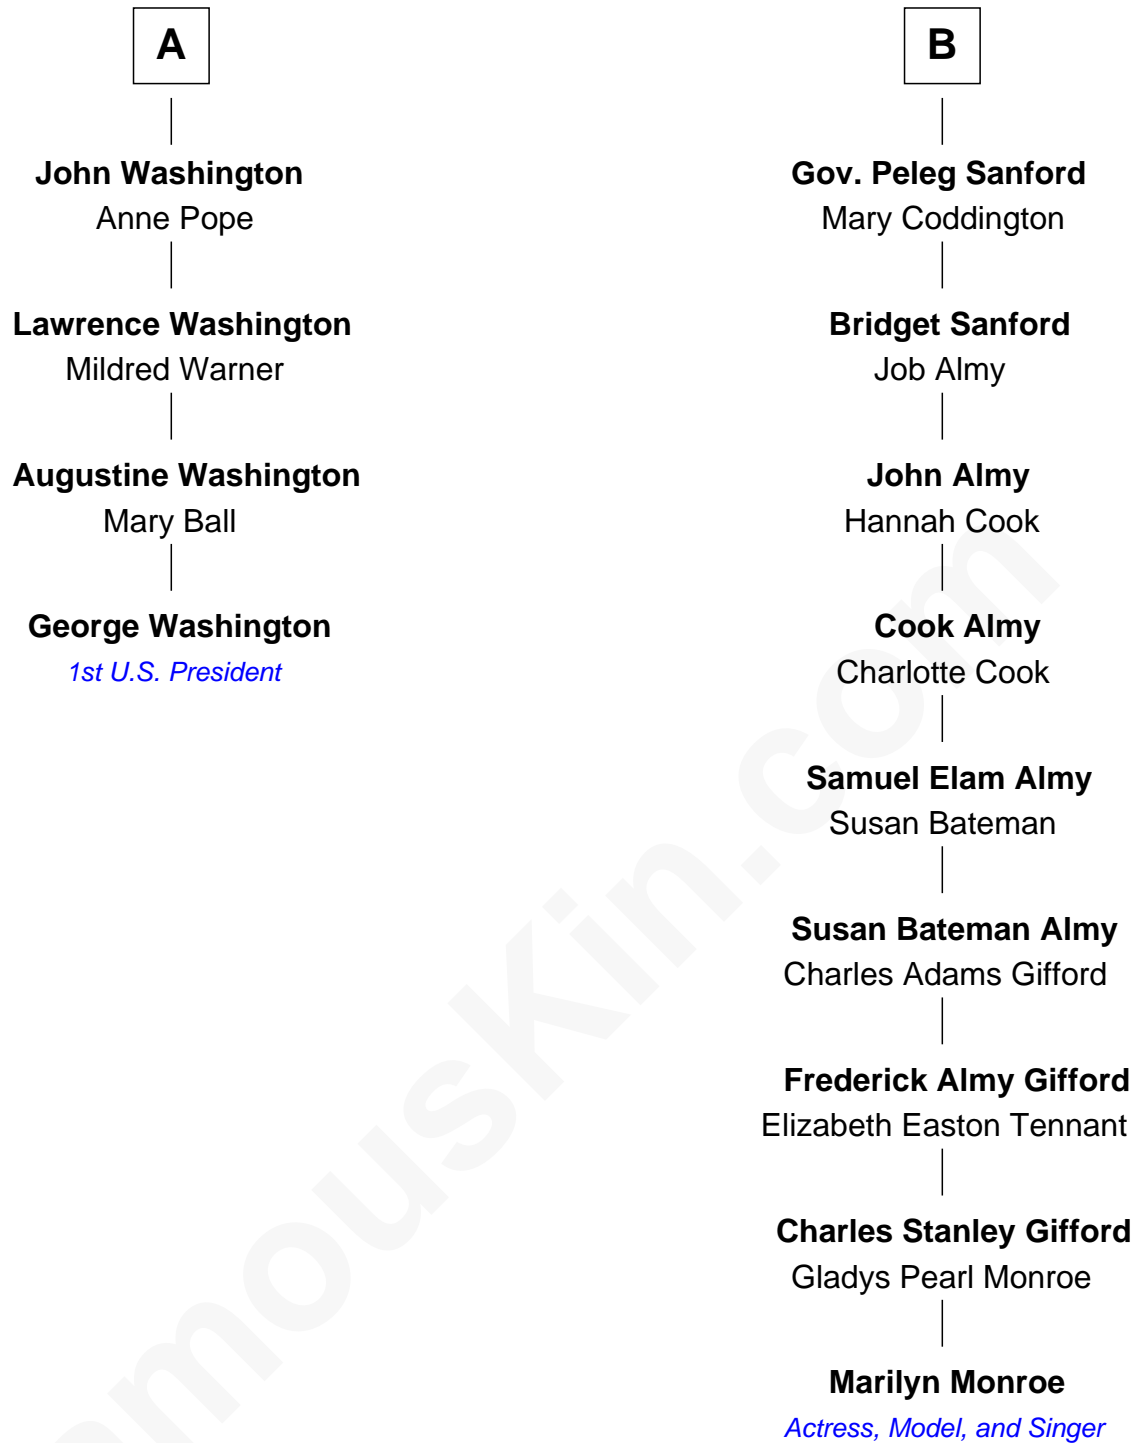 A
John Washington
Anne Pope
Lawrence Washington
Mildred Warner
Augustine Washington
Mary Ball
George Washington
1st U.S. President
B
Gov. Peleg Sanford
Mary Coddington
Bridget Sanford
Job Almy
John Almy
Hannah Cook
Cook Almy
Charlotte Cook
Samuel Elam Almy
Susan Bateman
Susan Bateman Almy
Charles Adams Gifford
Frederick Almy Gifford
Elizabeth Easton Tennant
Charles Stanley Gifford
Gladys Pearl Monroe
Marilyn Monroe
Actress, Model, and Singer
amousKin.com